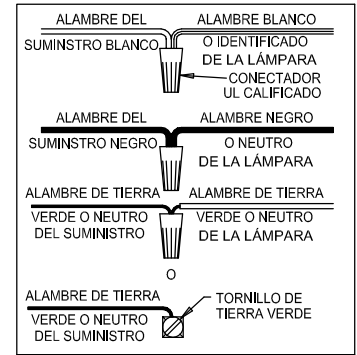 ALAMBRE DEL ALAMBRE BLANCO
SUMINSTRO BLANCO O IDENTIFICADO
DE LA LÁMPARA
CONECTADOR
UL CALIFICADO
ALAMBRE DEL ALAMBRE NEGRO
SUMINSTRO NEGRO O NEUTRO
DE LA LÁMPARA
ALAMBRE DE TIERRA ALAMBRE DE TIERRA
VERDE O NEUTRO VERDE O NEUTRO
DEL SUMINISTRO DE LA LÁMPARA
O
ALAMBRE DE TIERRA TORNILLO DE
VERDE O NEUTRO TIERRA VERDE
DEL SUMINISTRO